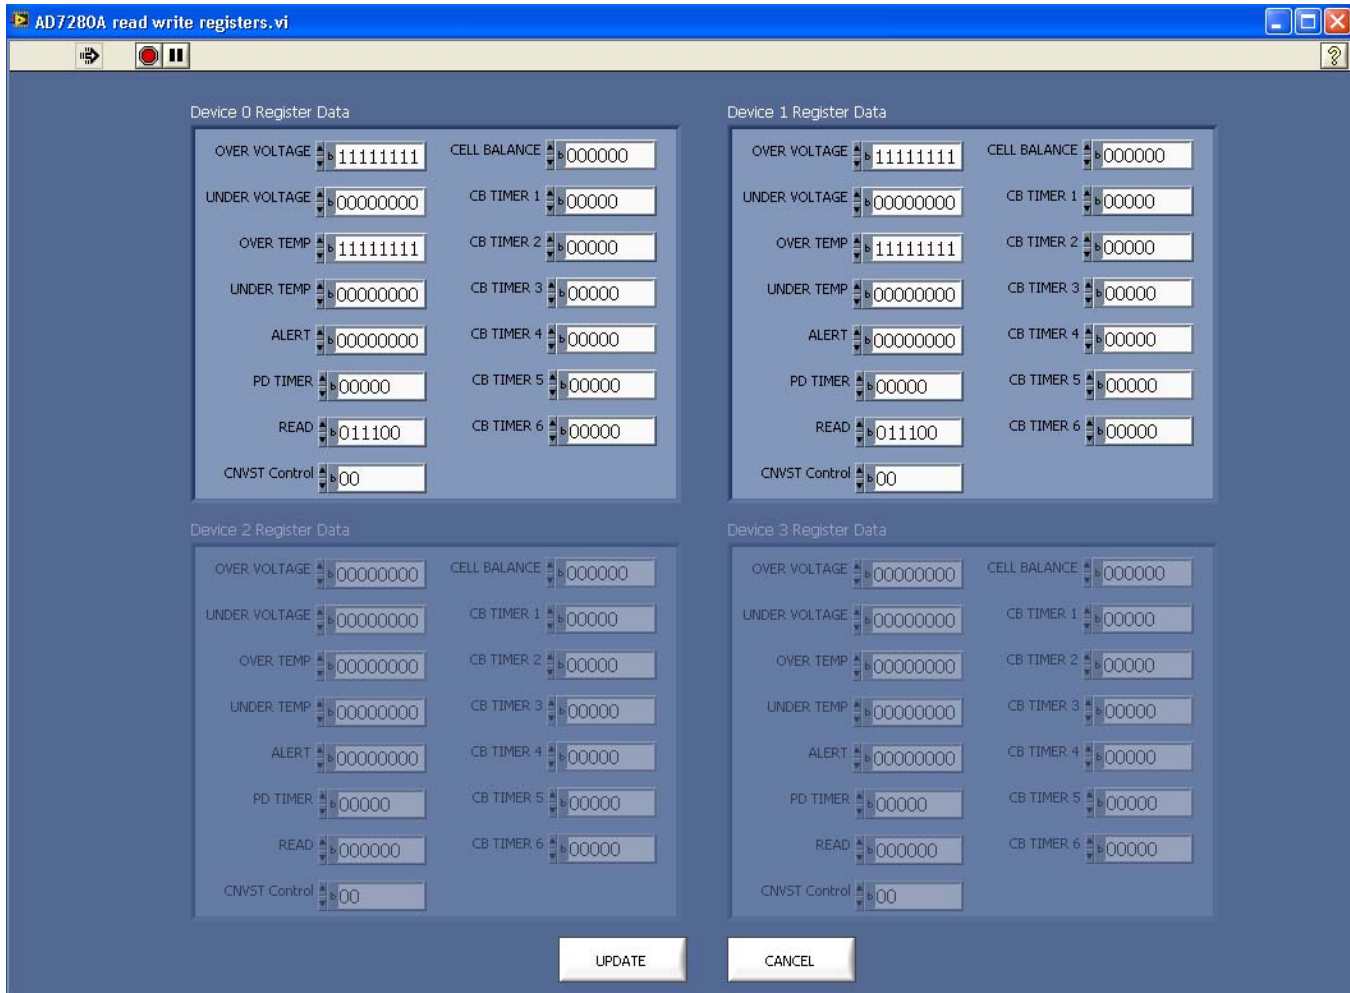 AD7280A read write registers.vi
Device 0 Register Data
OVER VOLTAGE b 11111111 CELL BALANCE b 000000
UNDER VOLTAGE b 00000000 CB TIMER 1 b 00000
OVER TEMP b 11111111 CB TIMER 2 b 00000
UNDER TEMP b 00000000 CB TIMER 3 b 00000
ALERT b 00000000 CB TIMER 4 b 00000
PD TIMER b 00000 CB TIMER 5 b 00000
READ b 011100 CB TIMER 6 b 00000
CNVST Control b 00
Device 1 Register Data
OVER VOLTAGE b 11111111 CELL BALANCE b 000000
UNDER VOLTAGE b 00000000 CB TIMER 1 b 00000
OVER TEMP b 11111111 CB TIMER 2 b 00000
UNDER TEMP b 00000000 CB TIMER 3 b 00000
ALERT b 00000000 CB TIMER 4 b 00000
PD TIMER b 00000 CB TIMER 5 b 00000
READ b 011100 CB TIMER 6 b 00000
CNVST Control b 00
Device 2 Register Data
OVER VOLTAGE b 00000000 CELL BALANCE b 000000
UNDER VOLTAGE b 00000000 CB TIMER 1 b 00000
OVER TEMP b 00000000 CB TIMER 2 b 00000
UNDER TEMP b 00000000 CB TIMER 3 b 00000
ALERT b 00000000 CB TIMER 4 b 00000
PD TIMER b 00000 CB TIMER 5 b 00000
READ b 000000 CB TIMER 6 b 00000
CNVST Control b 00
Device 3 Register Data
OVER VOLTAGE b 00000000 CELL BALANCE b 000000
UNDER VOLTAGE b 00000000 CB TIMER 1 b 00000
OVER TEMP b 00000000 CB TIMER 2 b 00000
UNDER TEMP b 00000000 CB TIMER 3 b 00000
ALERT b 00000000 CB TIMER 4 b 00000
PD TIMER b 00000 CB TIMER 5 b 00000
READ b 000000 CB TIMER 6 b 00000
CNVST Control b 00
UPDATE CANCEL